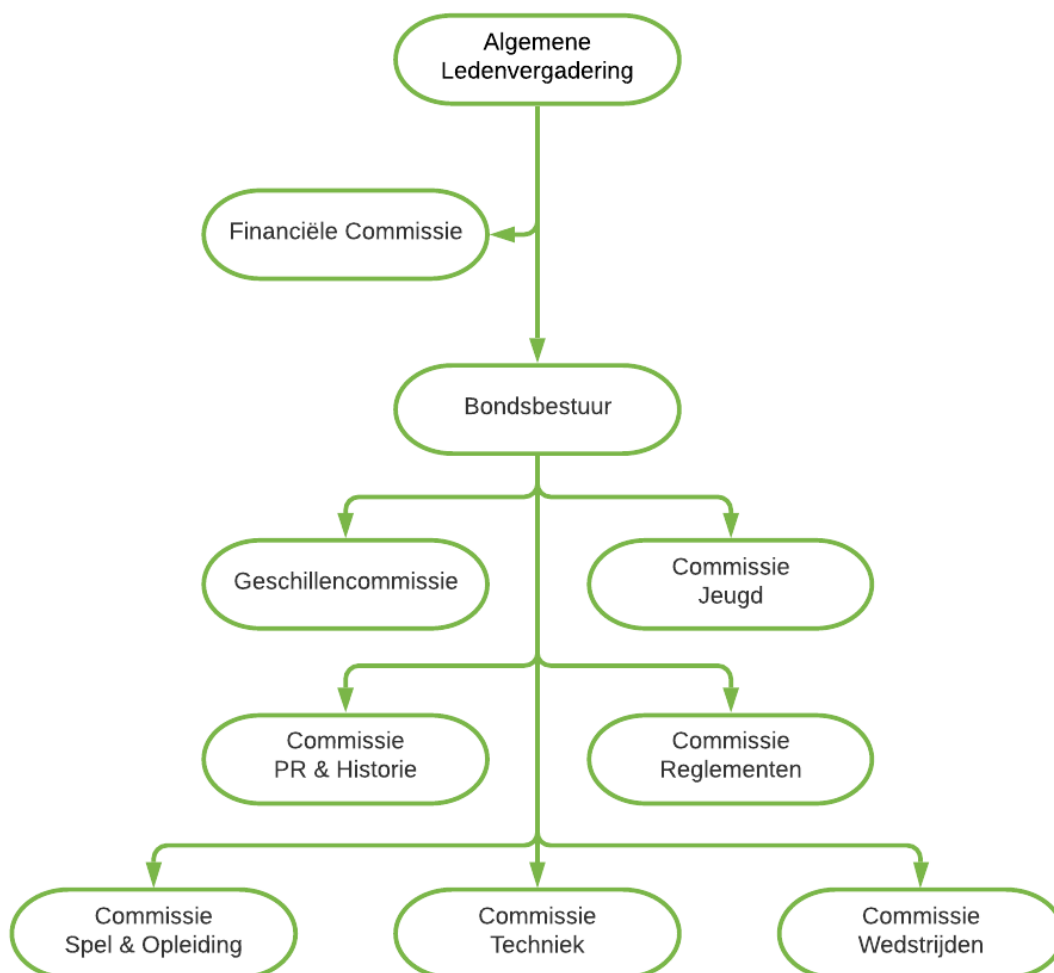 Algemene
Ledenvergadering
Financiële Commissie
Bondsbestuur
Geschillencommissie
Commissie
Jeugd
Commissie
PR & Historie
Commissie
Reglementen
Commissie
Spel & Opleiding
Commissie
Techniek
Commissie
Wedstrijden